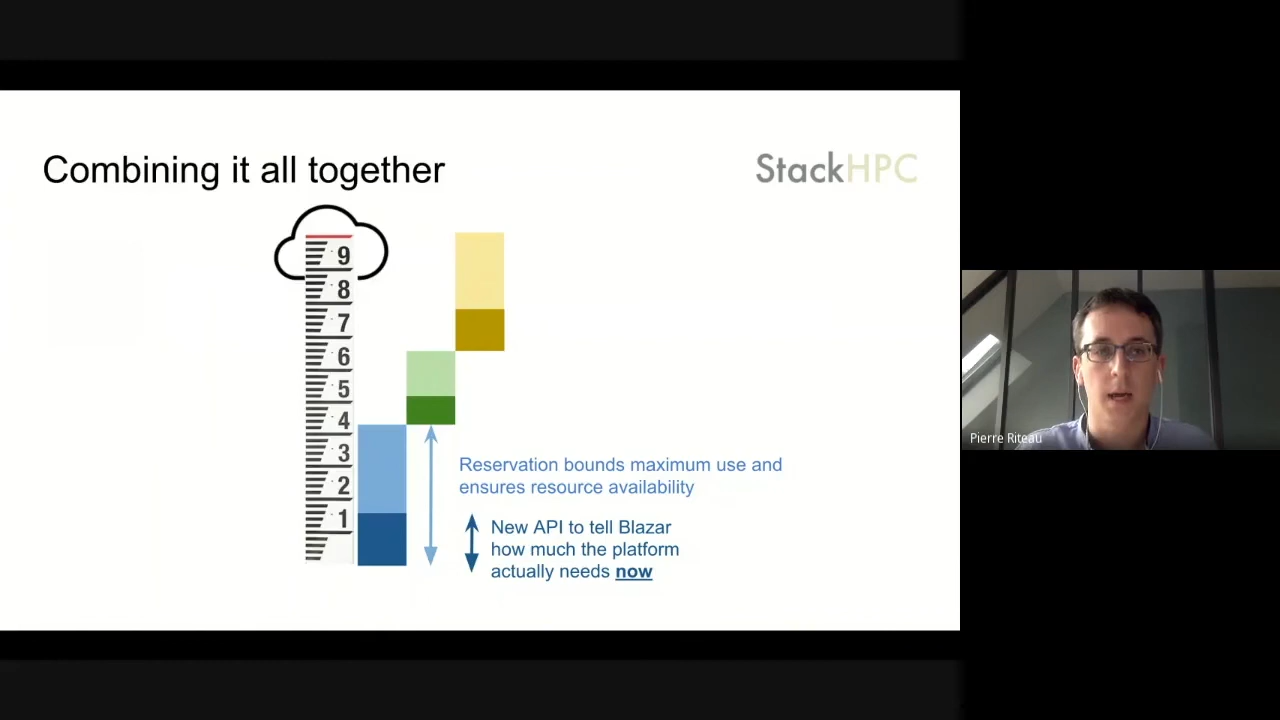 Combining it all together
StackHPC
9
8
7
6
5
4
3
2
1
Reservation bounds maximum use and
ensures resource availability
New API to tell Blazar
how much the platform
actually needs now
Pierre Riteau